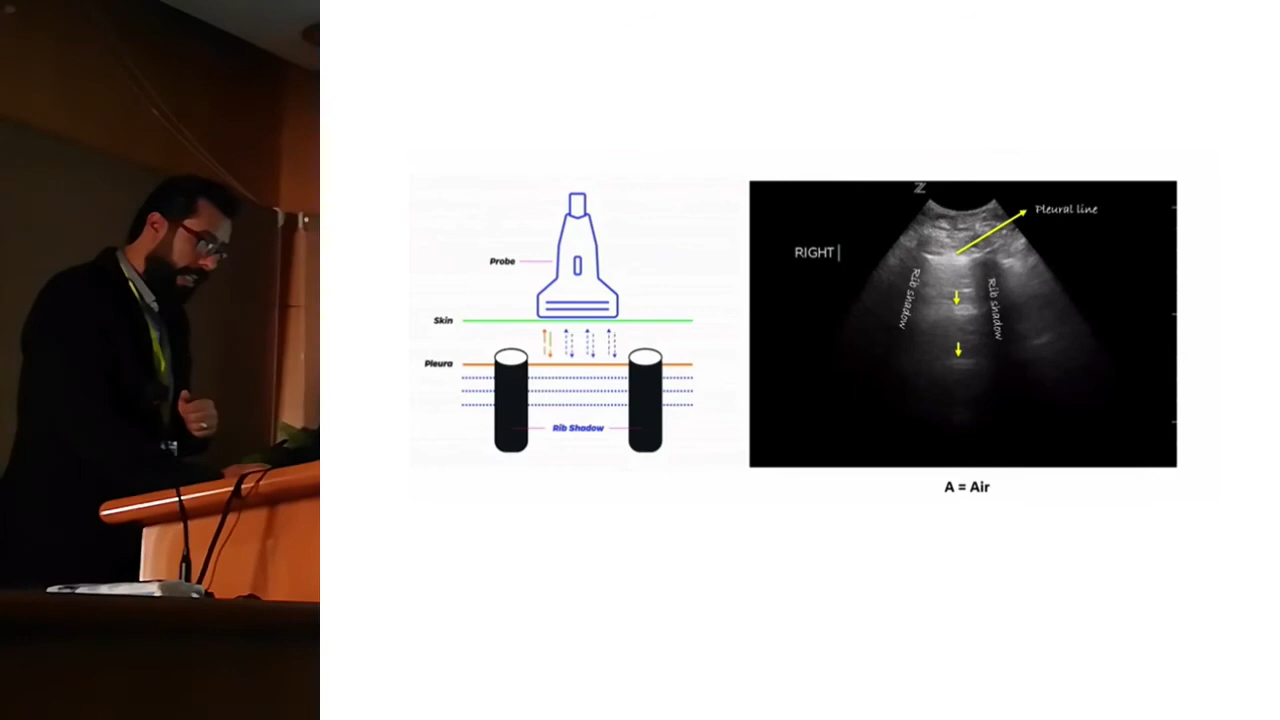 Probe
Skin
Pleura
Rib Shadow
RIGHT
Pleural line
Rib shadow
Rib shadow
A = Air